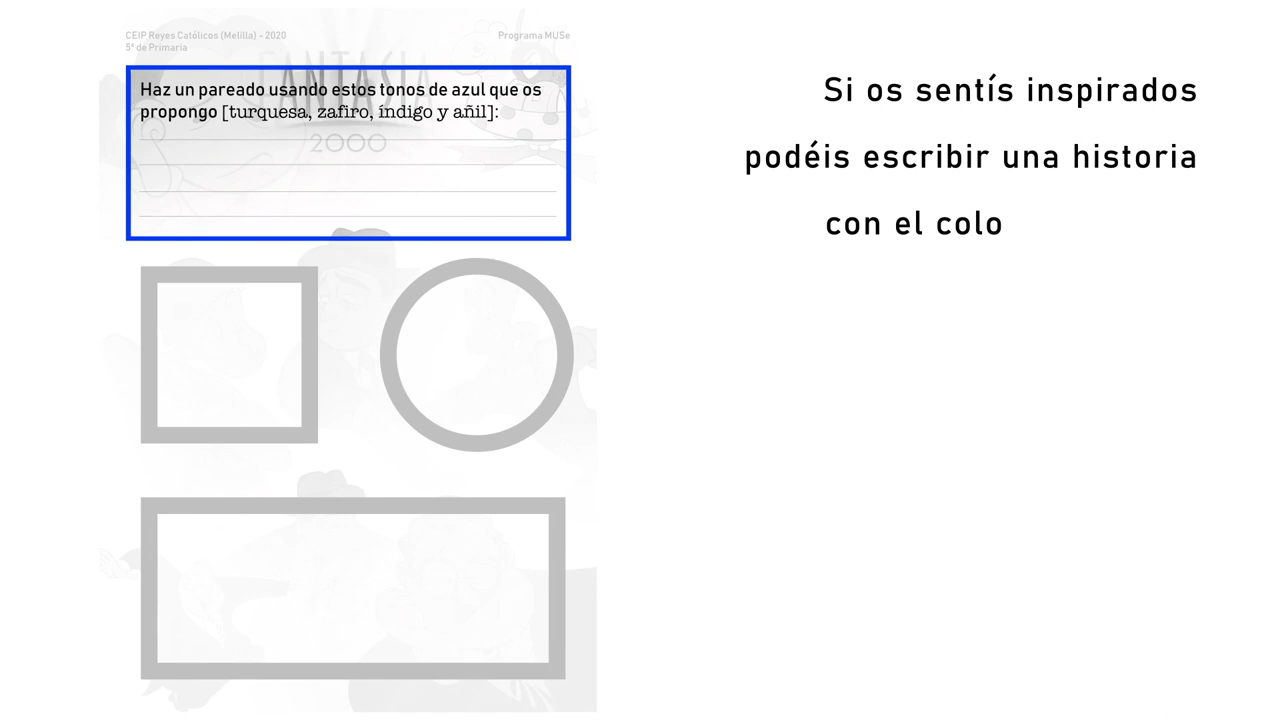 CEIP Reyes Católicos (Melilla) - 2020
Programa MUSe
5º de Primaria
FANTASIA
2000
Haz un pareado usando estos tonos de azul que os
propongo [turquesa, zafiro, índigo y añil]:
Si os sentís inspirados
podéis escribir una historia
con el colo